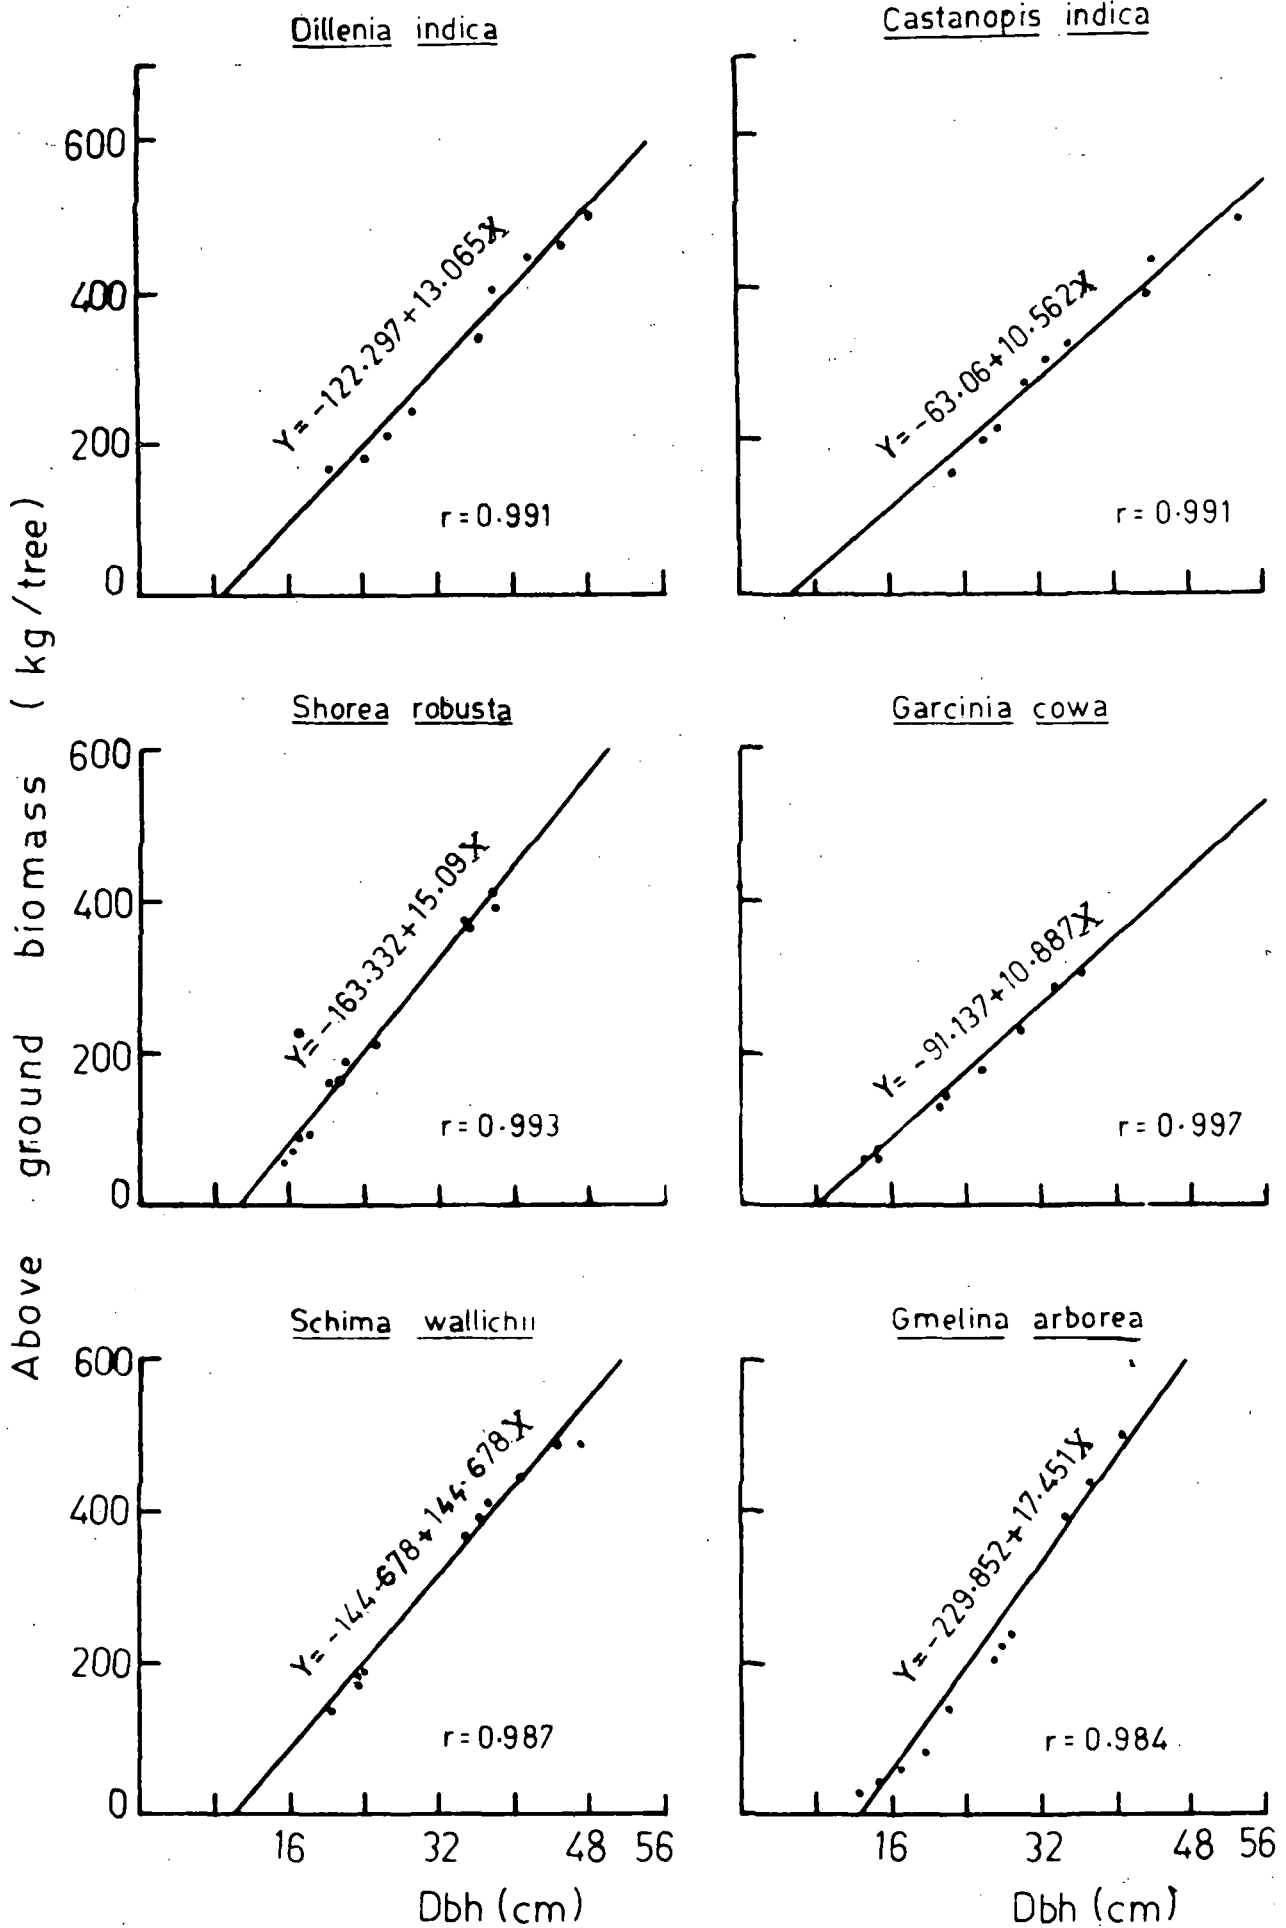 Dillenia indica
Castanopis indica
600
400
200
0
Y= -122.297+13.065X
r=0.991
Y= -63.06+10.562X
r=0.991
Above ground biomass (kg/tree)
Shorea robusta
Garcinia cowa
600
400
200
0
Y= -163.332+15.09X
r=0.993
Y= -91.137+10.887X
r=0.997
Schima wallichii
Gmelina arborea
600
400
200
0
Y= -144.678+144.678X
r=0.987
Y= -229.852+17.451X
r=0.984
16 32 48 56
16 32 48 56
Dbh (cm)
Dbh (cm)